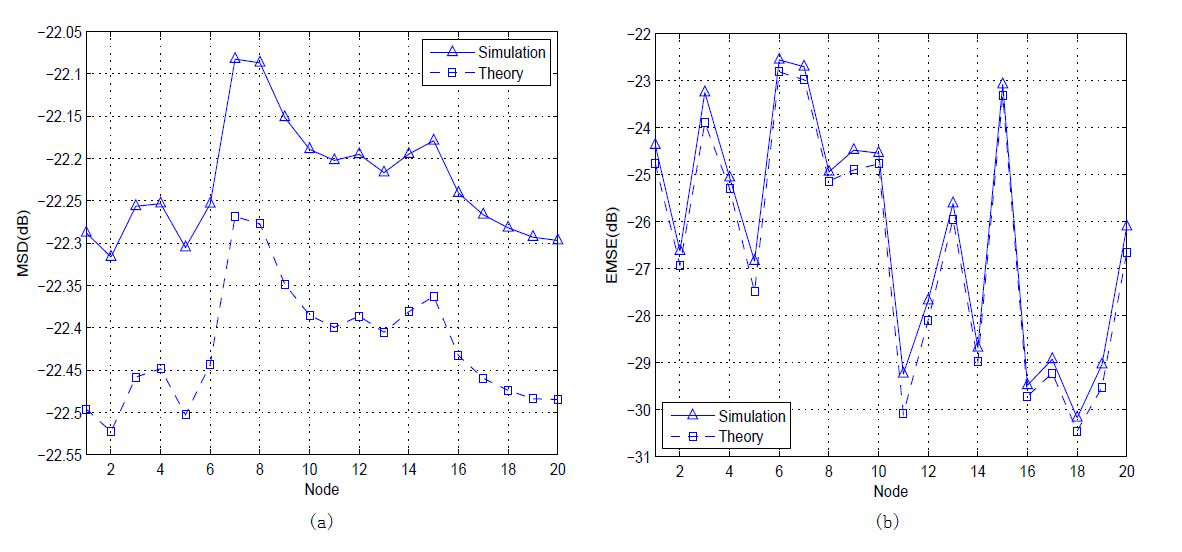 −22.05
−22.1
−22.15
−22.2
−22.25
−22.3
−22.35
−22.4
−22.45
−22.5
−22.55
MSD(dB)
Simulation
Theory
2 4 6 8 10 12 14 16 18 20
Node
(a)
−22
−23
−24
−25
−26
−27
−28
−29
−30
−31
EMSE(dB)
Simulation
Theory
2 4 6 8 10 12 14 16 18 20
Node
(b)